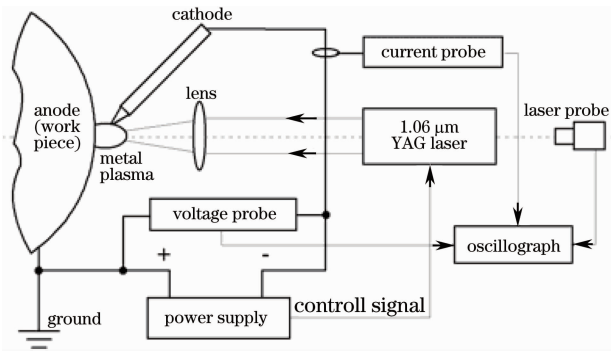 cathode
current probe
lens
anode
(work
piece)
laser probe
1.06 μm
YAG laser
metal
plasma
voltage probe
+
-
oscillograph
controll signal
ground
power supply